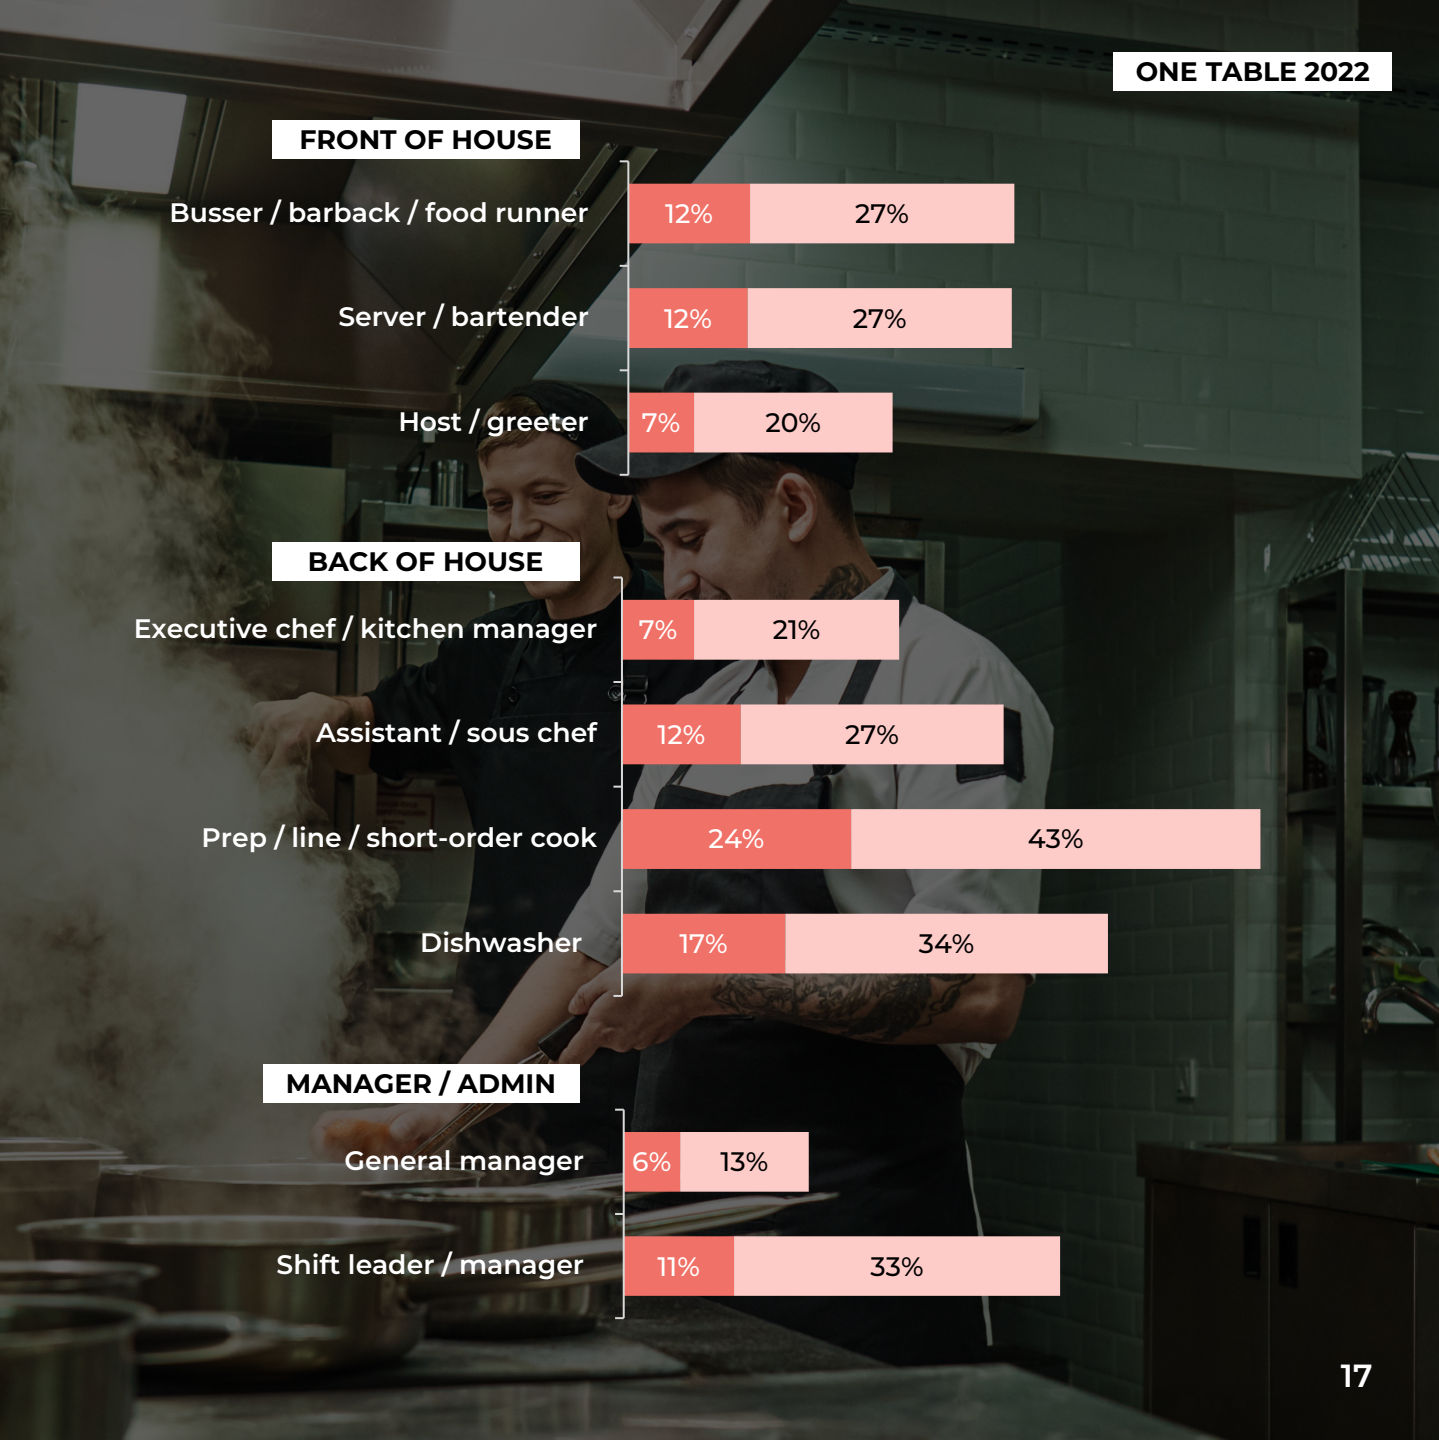 ONE TABLE 2022
FRONT OF HOUSE
Busser / barback / food runner 12% 27%
Server / bartender 12% 27%
Host / greeter 7% 20%
BACK OF HOUSE
Executive chef / kitchen manager 7% 21%
Assistant / sous chef 12% 27%
Prep / line / short-order cook 24% 43%
Dishwasher 17% 34%
MANAGER / ADMIN
General manager 6% 13%
Shift leader / manager 11% 33%
17